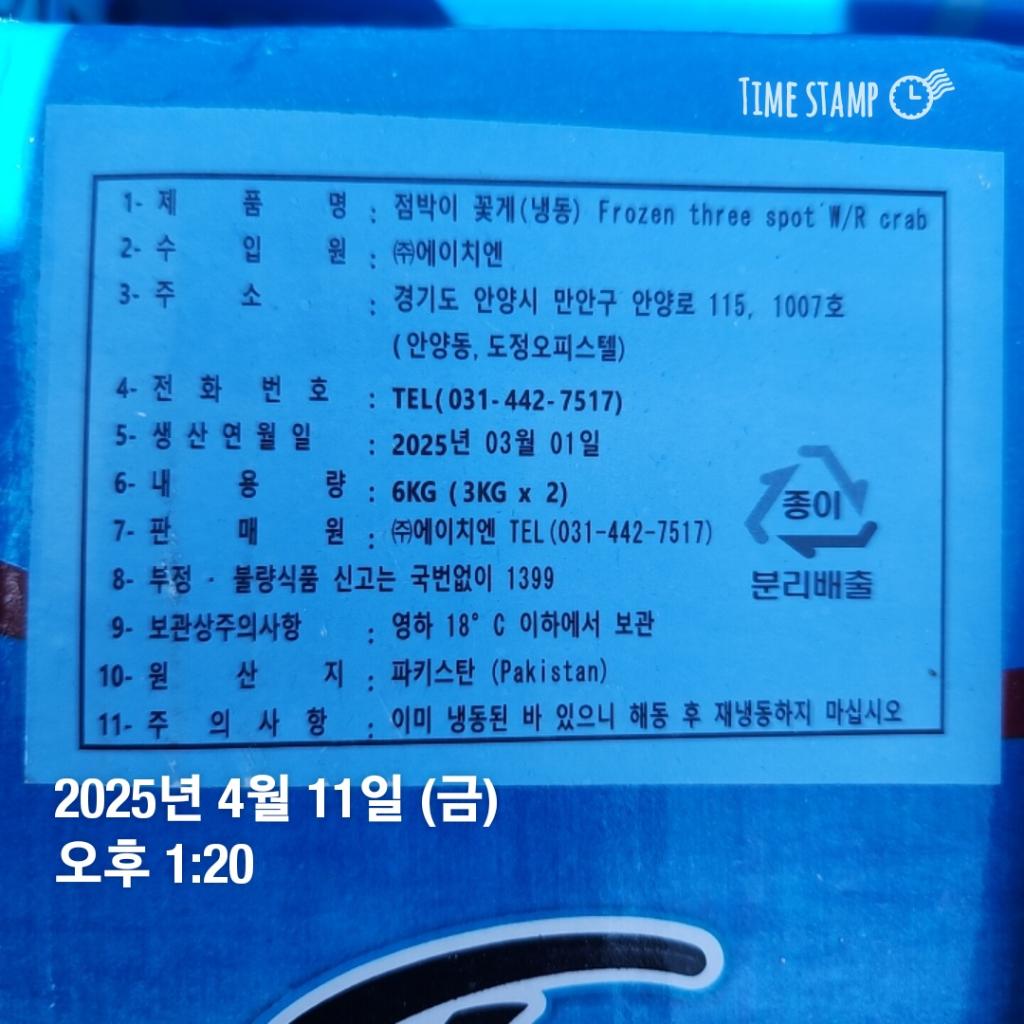 TIME STAMP
1- 제 품 명 : 점박이 꽃게(냉동) Frozen three spot W/R crab
2- 수 입 원 : ㈜에이치엔
3- 주 소 : 경기도 안양시 만안구 안양로 115, 1007호
(안양동, 도정오피스텔)
4- 전 화 번 호 : TEL(031-442-7517)
5- 생 산 연 월 일 : 2025년 03월 01일
6- 내 용 량 : 6KG (3KG x 2)
7- 판 매 원 : ㈜에이치엔 TEL(031-442-7517)
8- 부정 · 불량식품 신고는 국번없이 1399
9- 보관상주의사항 : 영하 18° C 이하에서 보관
10- 원 산 지 : 파키스탄 (Pakistan)
11- 주 의 사 항 : 이미 냉동된 바 있으니 해동 후 재냉동하지 마십시오
종이
분리배출
2025년 4월 11일 (금)
오후 1:20